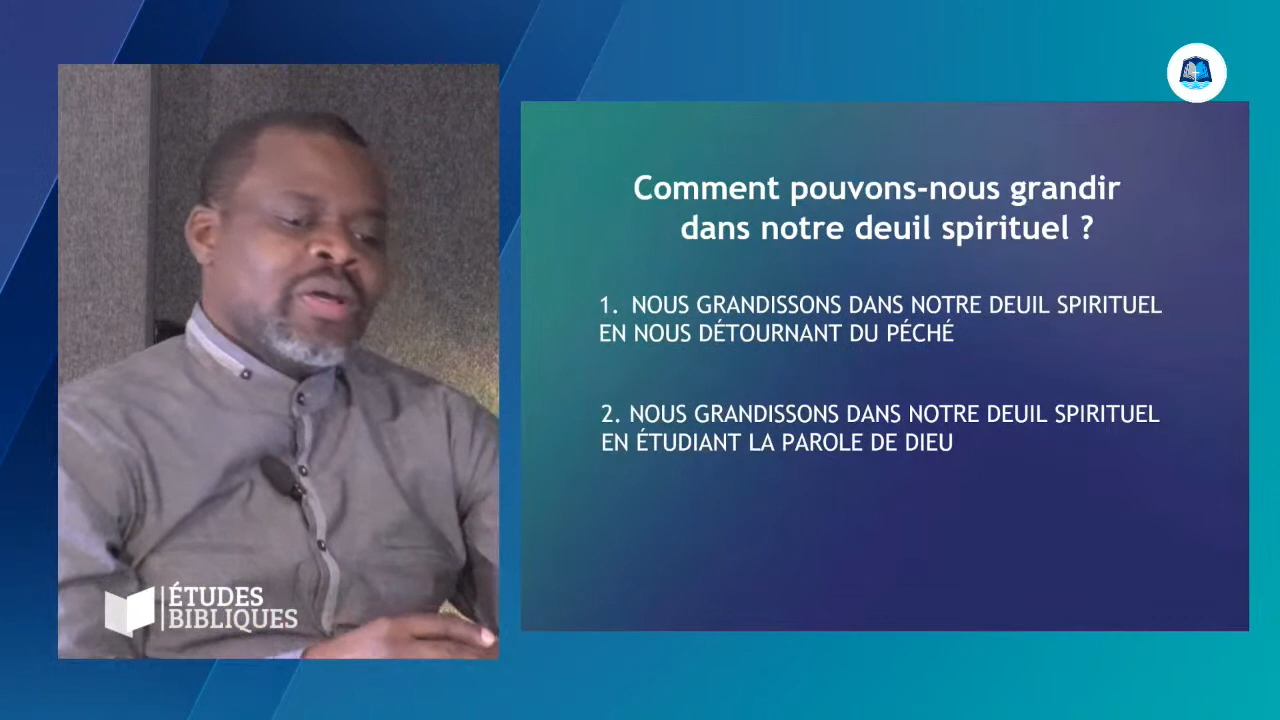 Comment pouvons-nous grandir
dans notre deuil spirituel ?
1. NOUS GRANDISSONS DANS NOTRE DEUIL SPIRITUEL
EN NOUS DÉTOURNANT DU PÉCHÉ
2. NOUS GRANDISSONS DANS NOTRE DEUIL SPIRITUEL
EN ÉTUDIANT LA PAROLE DE DIEU
ÉTUDES
BIBLIQUES